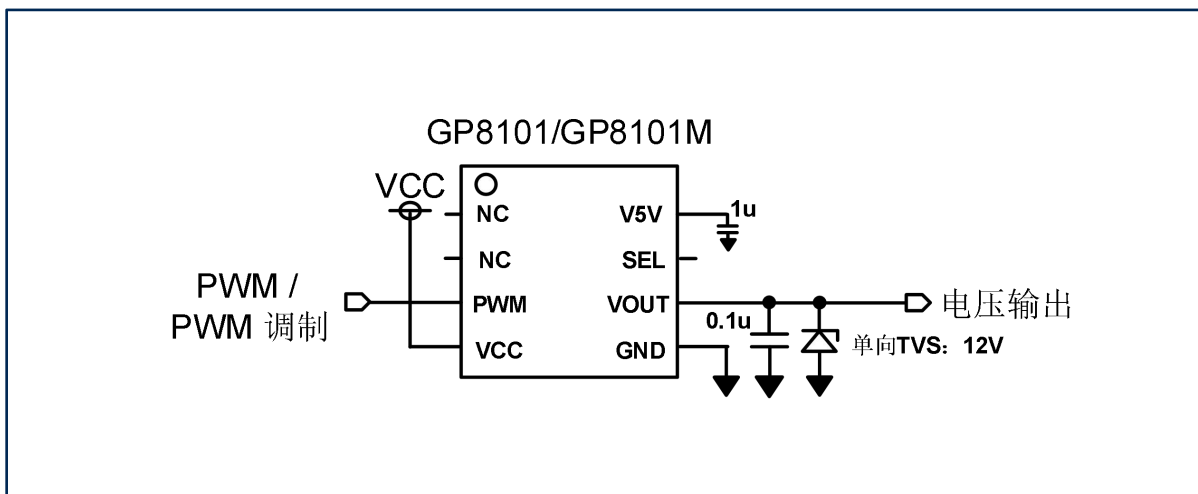 GP8101/GP8101M
VCC
NC
V5V
1u
NC
SEL
PWM /
PWM 调制
PWM
VOUT
电压输出
0.1u
VCC
GND
单向TVS：12V